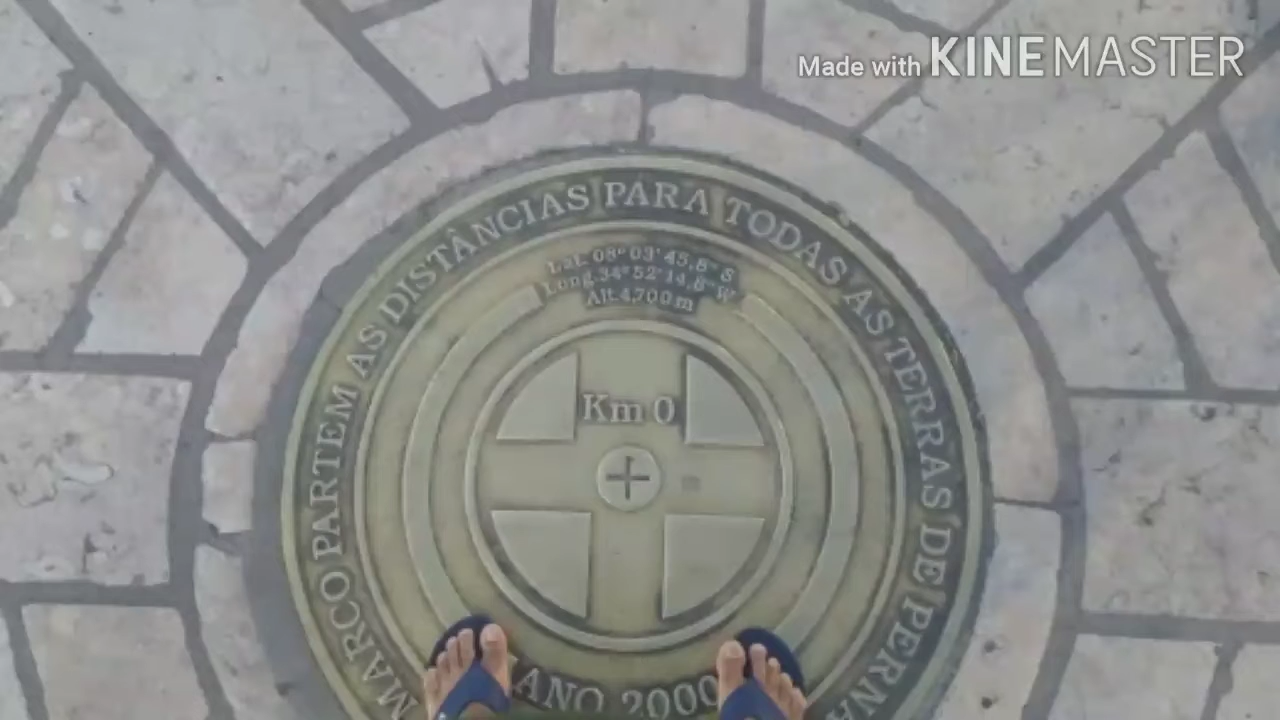 Made with KINEMASTER
MARCO PARTEM AS DISTÂNCIAS PARA TODAS AS TERRAS DE PERNA
Lat. 08°03'45,8" S
Long.34°52'14,8"W
Alt.4,700m
Km 0
ANO 2000